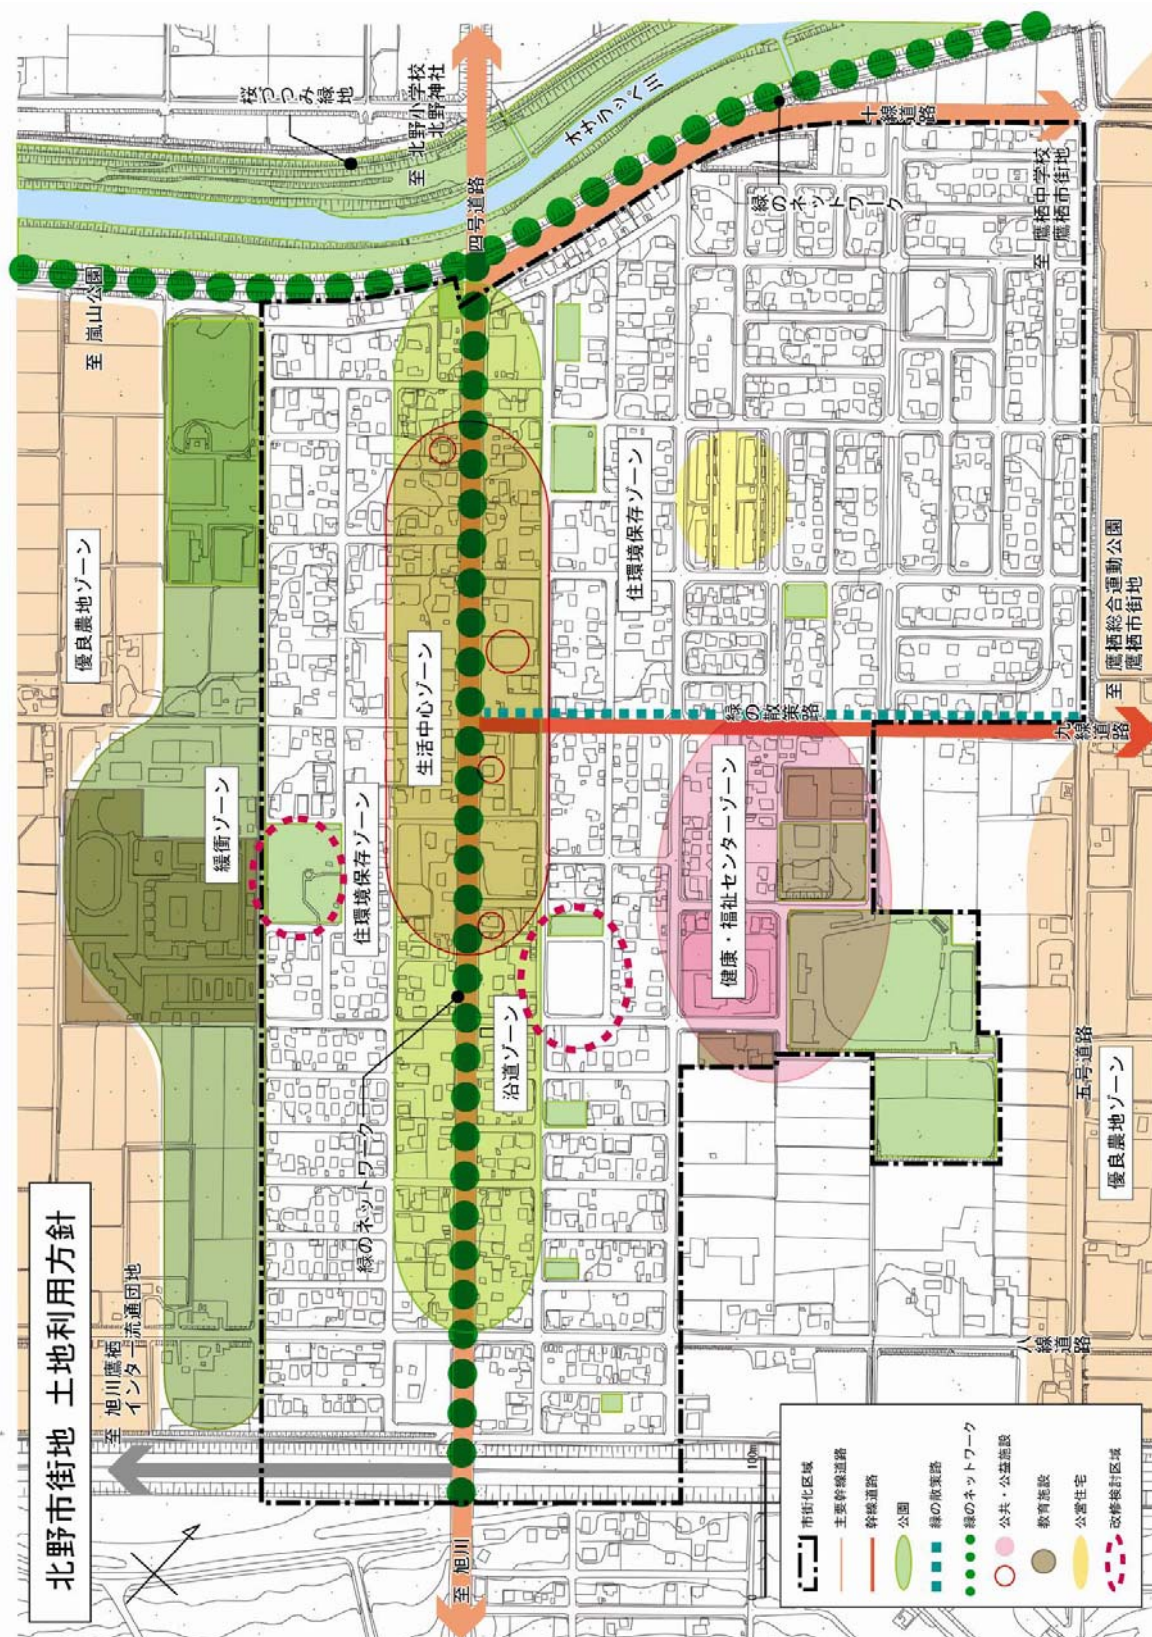 北野市街地 土地利用方針
至 旭川鷹栖
インター流通団地
優良農地ゾーン
至 嵐山公園
桜づつみ緑地
至 北野小学校
北野神社
オサラッペ川
四号道路
十線道路
緑のネットワーク
至 鷹栖中学校
鷹栖市街地
緩衝ゾーン
住環境保存ゾーン
生活中心ゾーン
住環境保存ゾーン
緑のネットワーク
沿道ゾーン
緑の散策路
健康・福祉センターゾーン
九線道路
至 鷹栖総合運動公園
鷹栖市街地
五号道路
優良農地ゾーン
八線道路
至 旭川
100m
市街化区域
主要幹線道路
幹線道路
公園
緑の散策路
緑のネットワーク
公共・公益施設
教育施設
公営住宅
改修検討区域